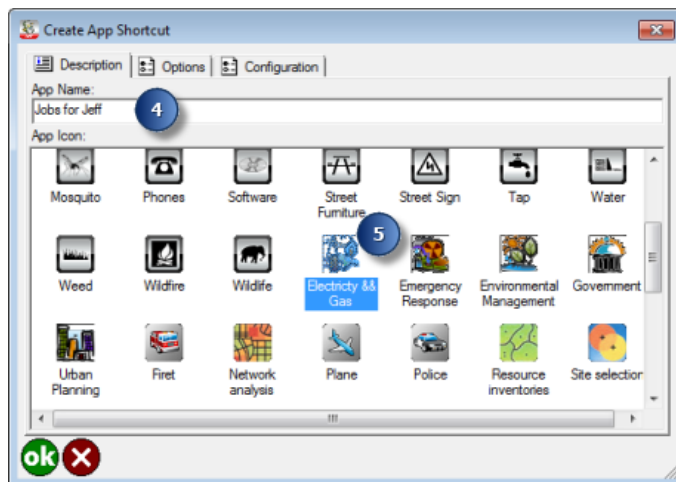 Create App Shortcut
Description
Options
Configuration
App Name:
Jobs for Jeff
4
App Icon:
Mosquito
Phones
Software
Street
Furniture
Street Sign
Tap
Water
5
Weed
Wildfire
Wildlife
Electricty &&
Gas
Emergency
Response
Environmental
Management
Government
Urban
Planning
Firet
Network
analysis
Plane
Police
Resource
inventories
Site selection
ok